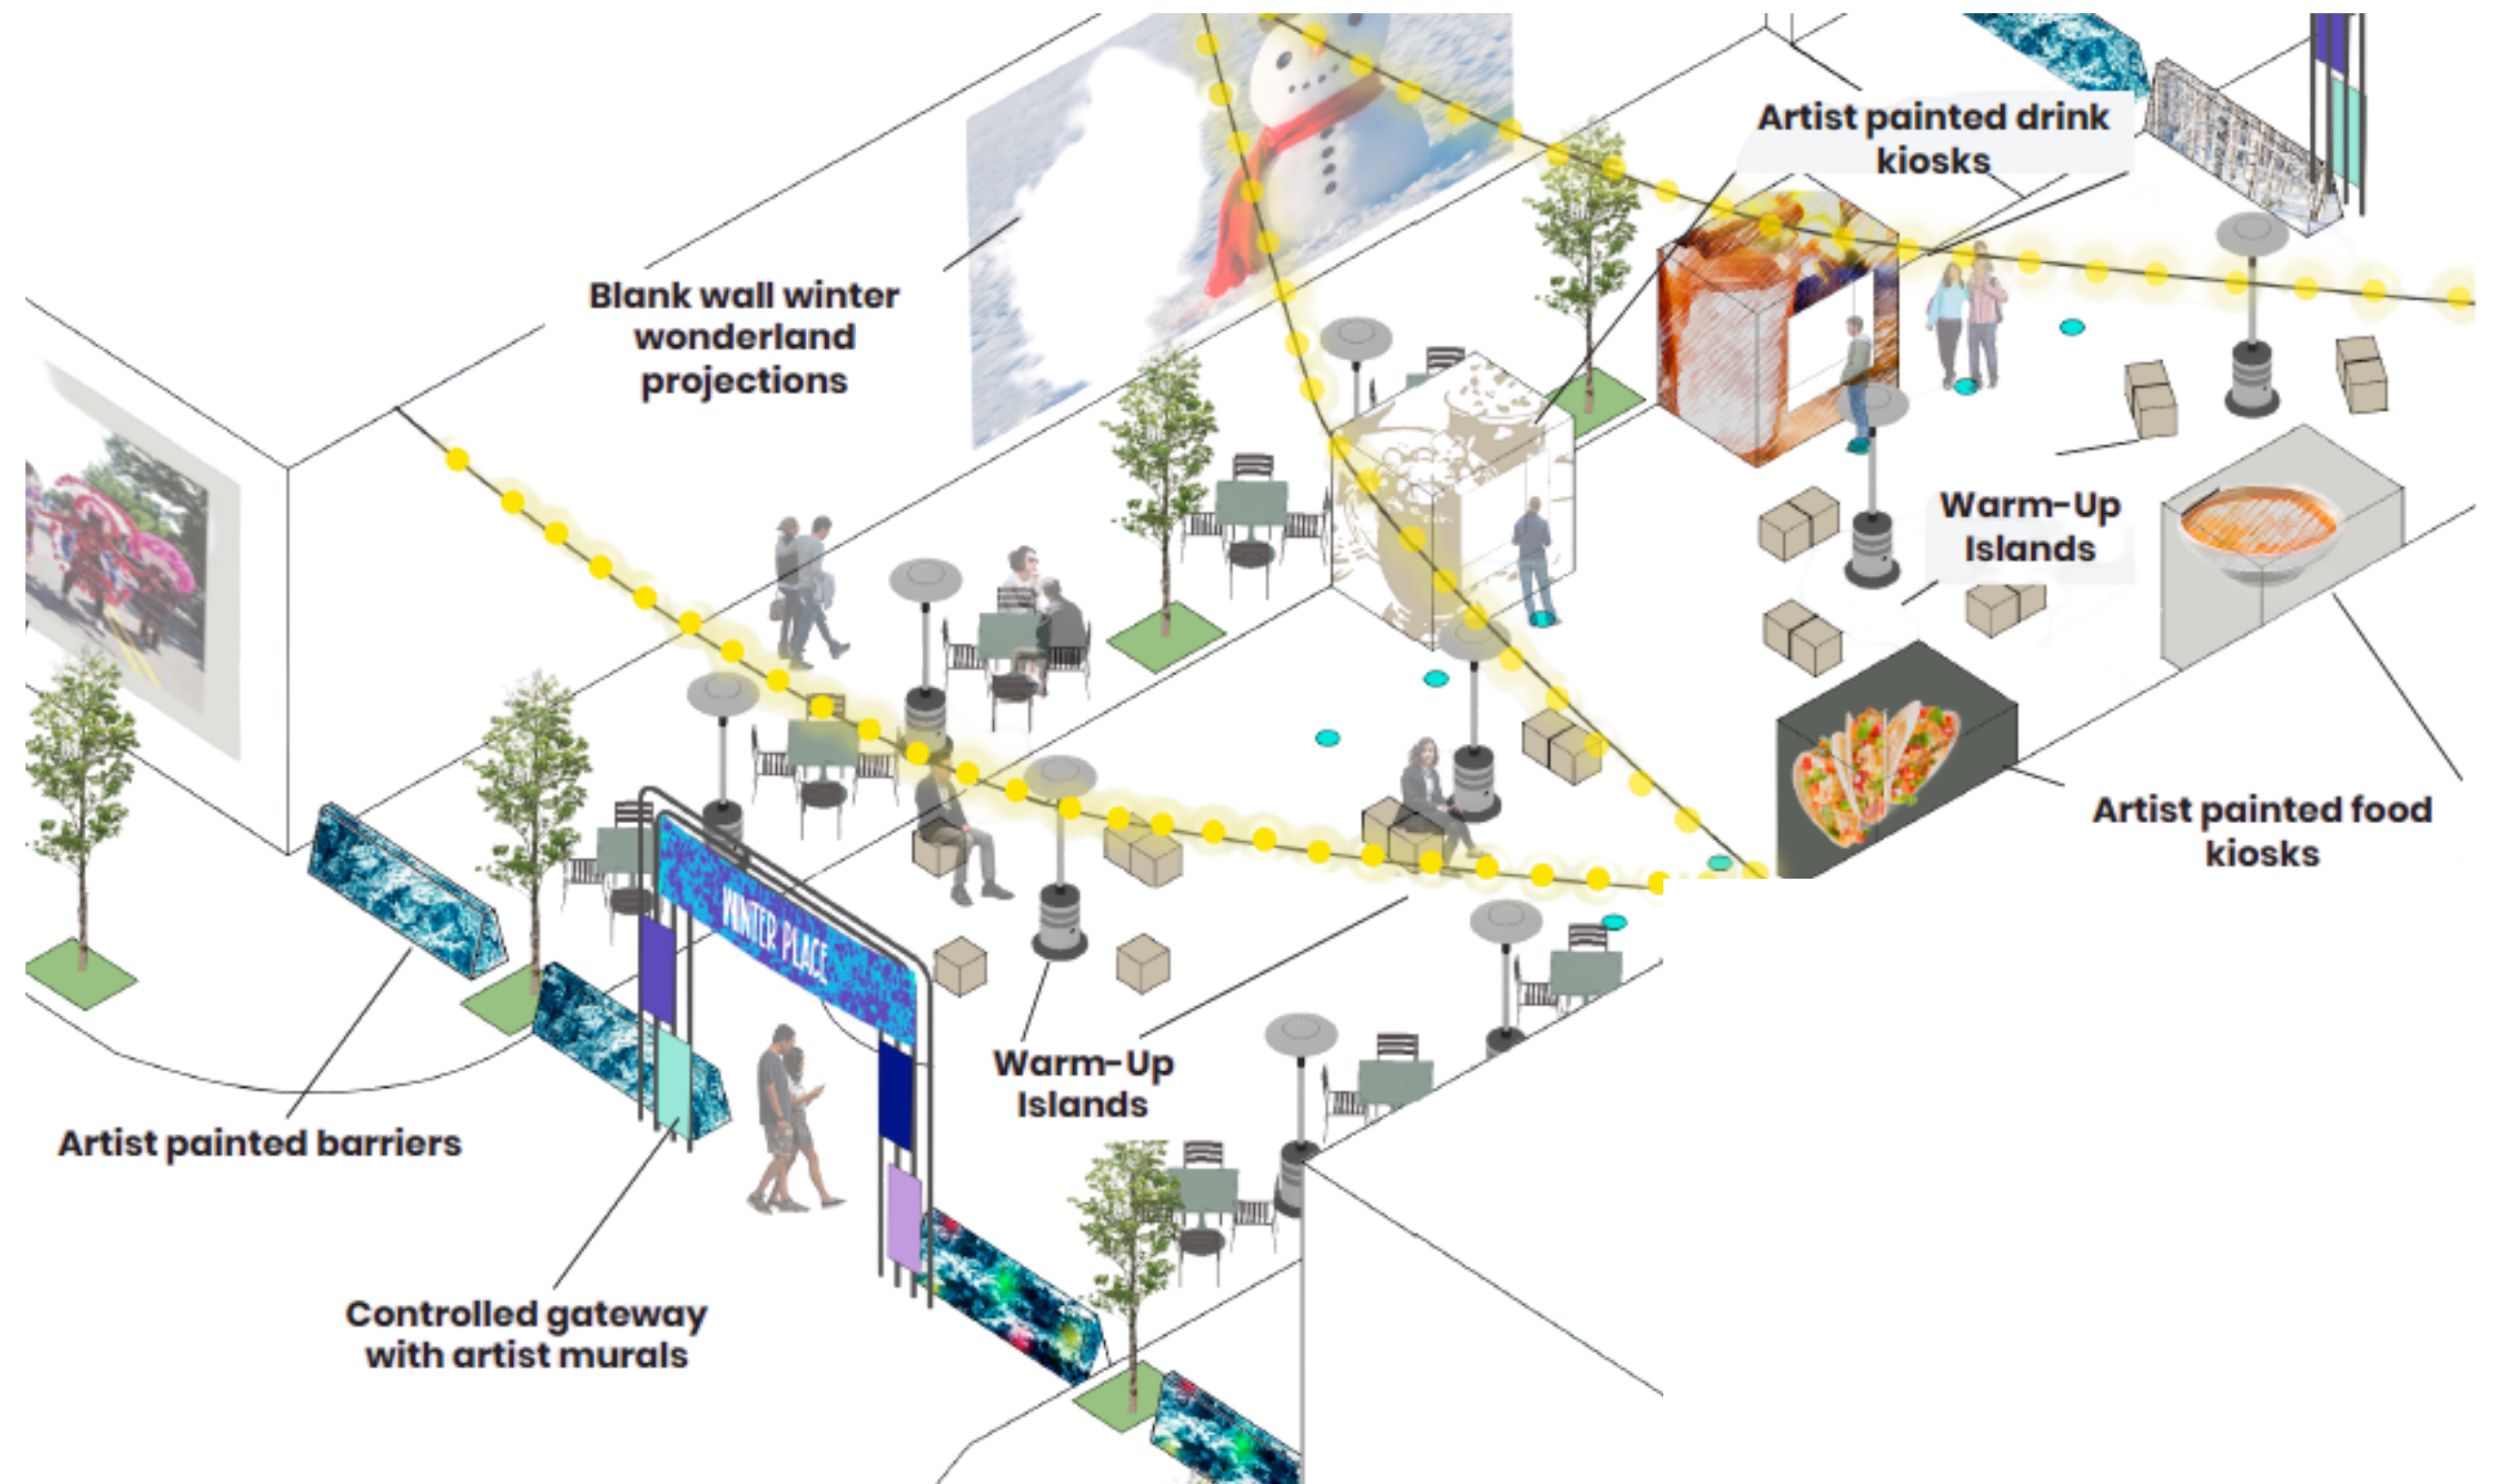 Artist painted drink
kiosks
Blank wall winter
wonderland
projections
Warm-Up
Islands
Artist painted food
kiosks
WINTER PLACE
Warm-Up
Islands
Artist painted barriers
Controlled gateway
with artist murals